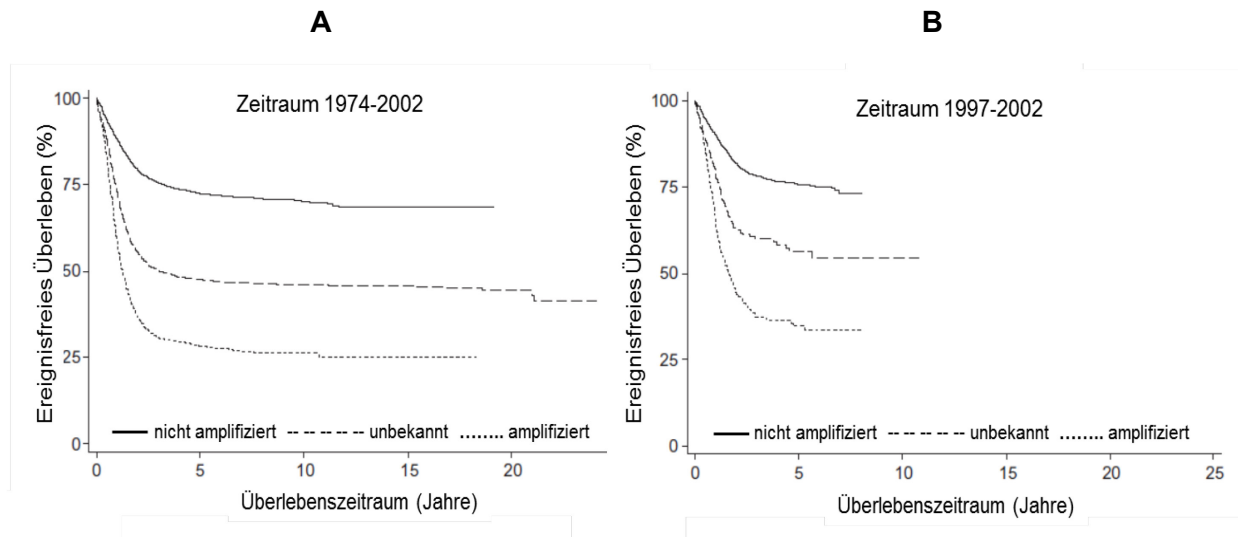 A
Zeitraum 1974-2002
Ereignisfreies Überleben (%)
100
75
50
25
0
nicht amplifiziert unbekannt amplifiziert
0 5 10 15 20
Überlebenszeitraum (Jahre)
B
Zeitraum 1997-2002
Ereignisfreies Überleben (%)
100
75
50
25
0
nicht amplifiziert unbekannt amplifiziert
0 5 10 15 20 25
Überlebenszeitraum (Jahre)